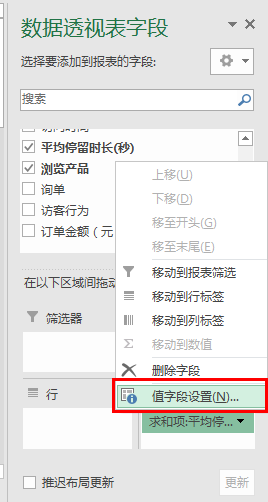 数据透视表字段
选择要添加到报表的字段:
搜索
平均停留时长(秒)
浏览产品
询单
访客行为
订单金额（元
上移(U)
下移(D)
移至开头(G)
移至末尾(E)
移动到报表筛选
移动到行标签
移动到列标签
移动到数值
删除字段
值字段设置(N)...
在以下区域间拖动
筛选器
行
求和项:平均停...
推迟布局更新
更新